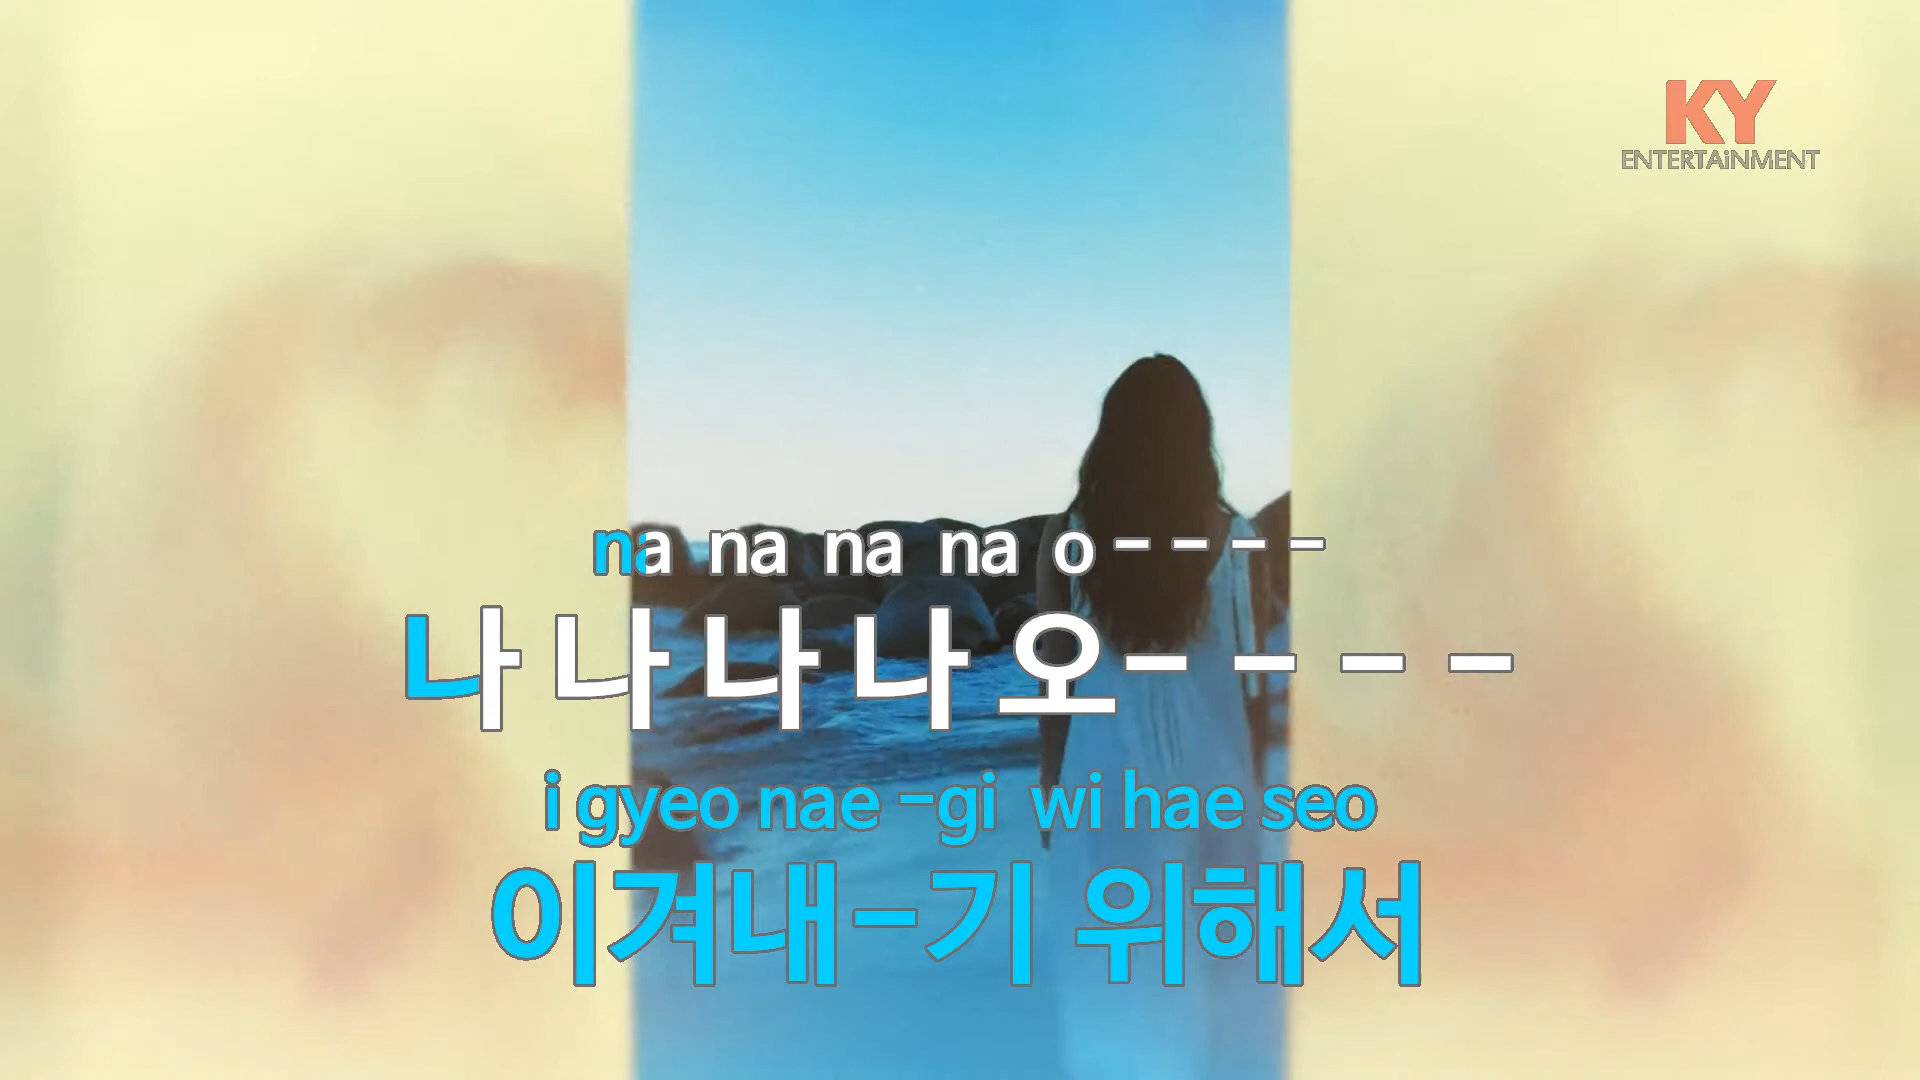 KY
ENTERTAiNMENT
na na na na o - - - -
나 나 나 나 오 - - - -
i gyeo nae -gi wi hae seo
이겨내-기 위해서